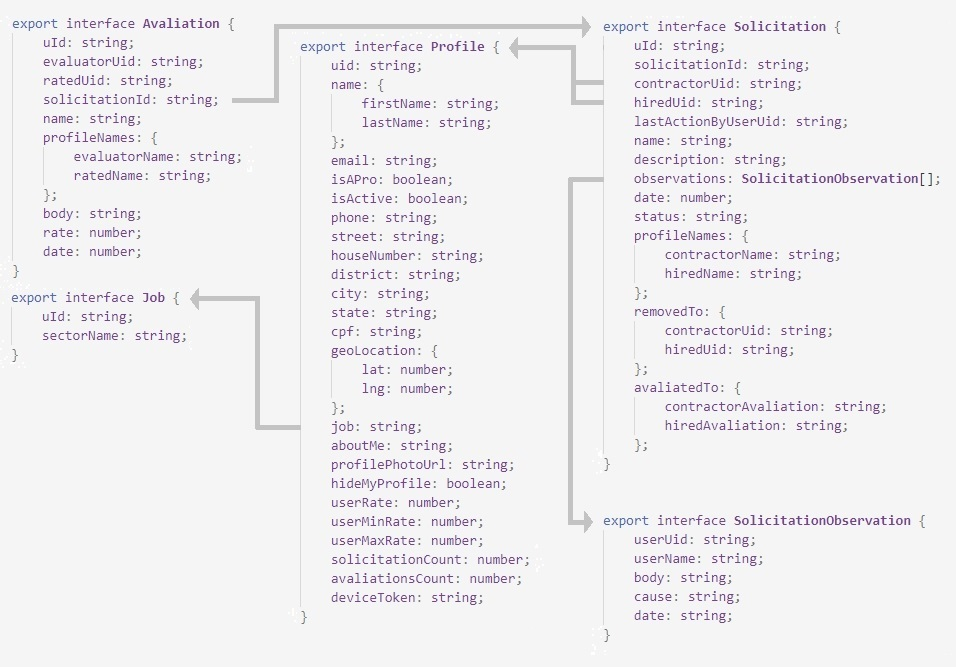 export interface Avaliation {
uId: string;
evaluatorUid: string;
ratedUid: string;
solicitationId: string;
name: string;
profileNames: {
evaluatorName: string;
ratedName: string;
};
body: string;
rate: number;
date: number;
}
export interface Job {
uId: string;
sectorName: string;
}
export interface Profile {
uid: string;
name: {
firstName: string;
lastName: string;
};
email: string;
isAPro: boolean;
isActive: boolean;
phone: string;
street: string;
houseNumber: string;
district: string;
city: string;
state: string;
cpf: string;
geoLocation: {
lat: number;
lng: number;
};
job: string;
aboutMe: string;
profilePhotoUrl: string;
hideMyProfile: boolean;
userRate: number;
userMinRate: number;
userMaxRate: number;
solicitationCount: number;
avaliationsCount: number;
deviceToken: string;
}
export interface Solicitation {
uId: string;
solicitationId: string;
contractorUid: string;
hiredUid: string;
lastActionByUserUid: string;
name: string;
description: string;
observations: SolicitationObservation[];
date: number;
status: string;
profileNames: {
contractorName: string;
hiredName: string;
};
removedTo: {
contractorUid: string;
hiredUid: string;
};
avaliatedTo: {
contractorAvaliation: string;
hiredAvaliation: string;
};
}
export interface SolicitationObservation {
userUid: string;
userName: string;
body: string;
cause: string;
date: string;
}